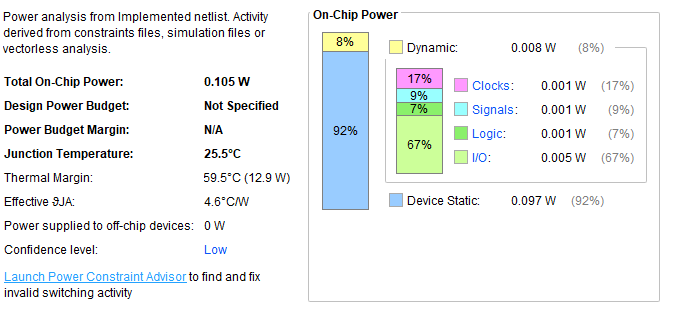 Power analysis from Implemented netlist. Activity
derived from constraints files, simulation files or
vectorless analysis.
Total On-Chip Power: 0.105 W
Design Power Budget: Not Specified
Power Budget Margin: N/A
Junction Temperature: 25.5°C
Thermal Margin: 59.5°C (12.9 W)
Effective ϑJA: 4.6°C/W
Power supplied to off-chip devices: 0 W
Confidence level: Low
Launch Power Constraint Advisor to find and fix
invalid switching activity
On-Chip Power
8%
92%
Dynamic: 0.008 W (8%)
17%
9%
7%
67%
Clocks: 0.001 W (17%)
Signals: 0.001 W (9%)
Logic: 0.001 W (7%)
I/O: 0.005 W (67%)
Device Static: 0.097 W (92%)